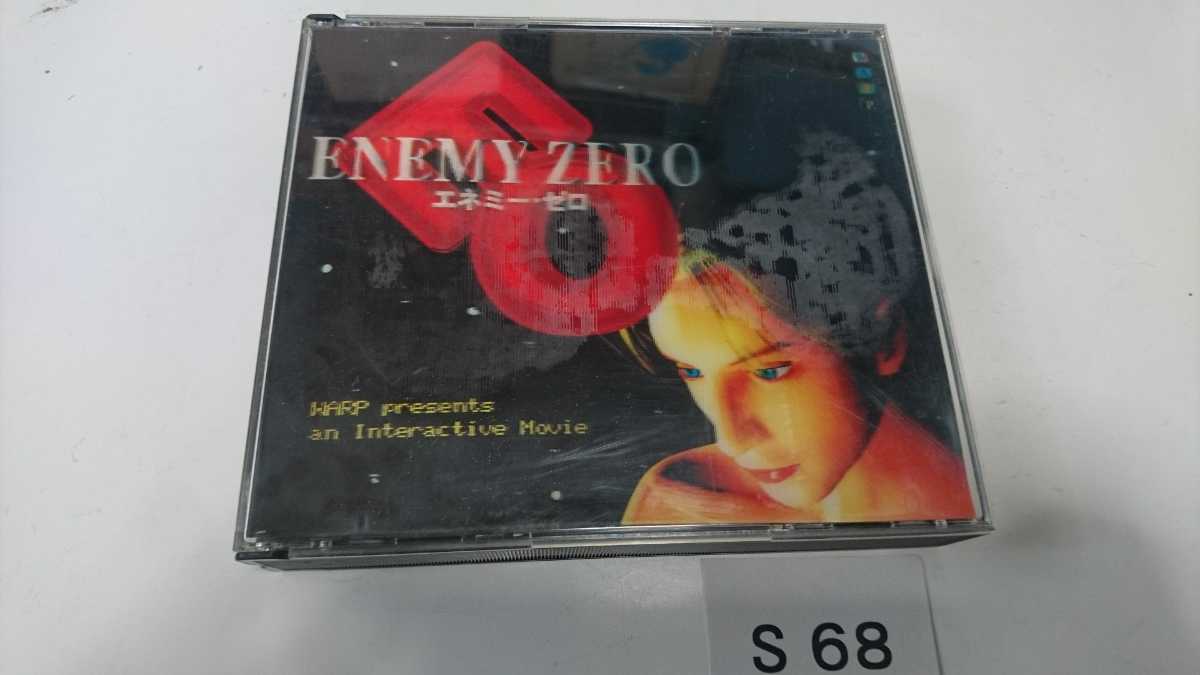 ENEMY ZERO
エネミー・ゼロ
WARP presents
an Interactive Movie
S 68